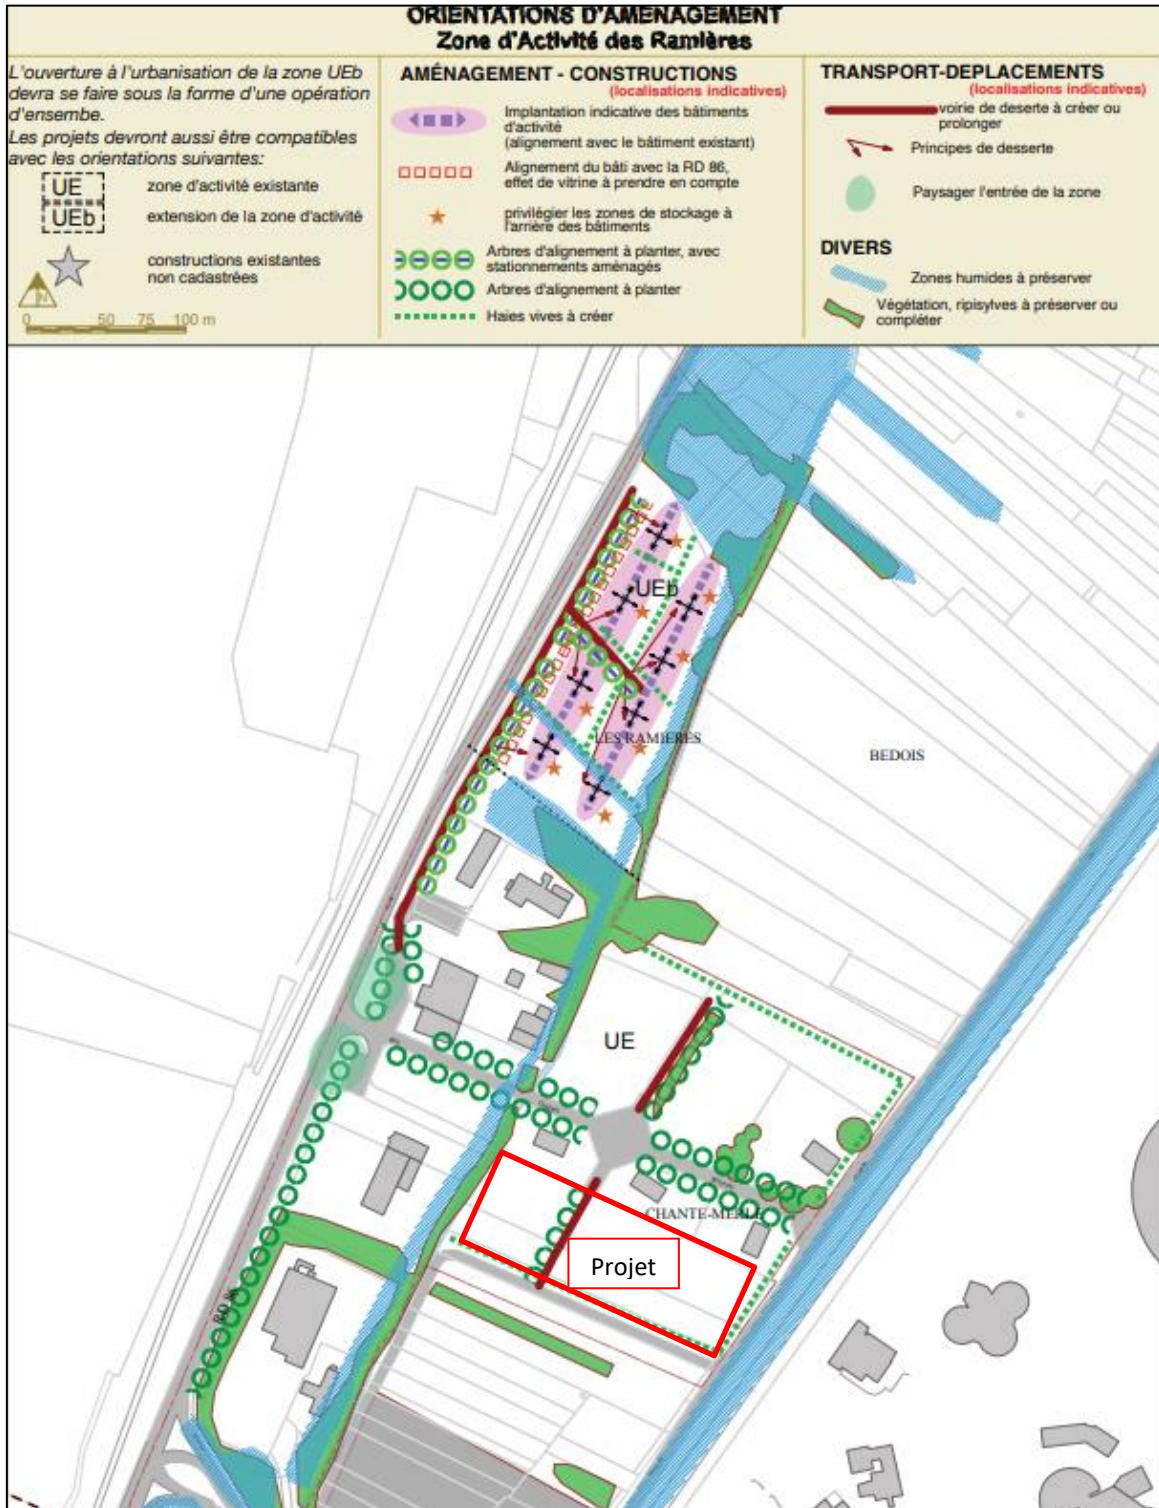 ORIENTATIONS D'AMENAGEMENT
Zone d'Activité des Ramières
L'ouverture à l'urbanisation de la zone UEb
devra se faire sous la forme d'une opération
d'ensembe.
Les projets devront aussi être compatibles
avec les orientations suivantes:
UE
zone d'activité existante
UEb
extension de la zone d'activité
constructions existantes
non cadastrées
N
0 50 75 100 m
AMÉNAGEMENT - CONSTRUCTIONS
(localisations indicatives)
Implantation indicative des bâtiments
d'activité
(alignement avec le bâtiment existant)
Alignement du bâti avec la RD 86,
effet de vitrine à prendre en compte
privilégier les zones de stockage à
l'arrière des bâtiments
Arbres d'alignement à planter, avec
stationnements aménagés
Arbres d'alignement à planter
Haies vives à créer
TRANSPORT-DEPLACEMENTS
(localisations indicatives)
voirie de deserte à créer ou
prolonger
Principes de desserte
Paysager l'entrée de la zone
DIVERS
Zones humides à préserver
Végétation, ripisylves à préserver ou
compléter
UEb
LES RAMIERES
BEDOIS
UE
CHANTE-MERLE
Projet
RD 86